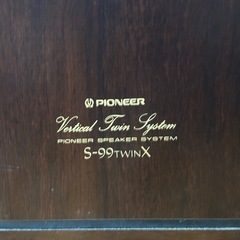 PIONEER
Vertical Twin System
PIONEER SPEAKER SYSTEM
S-99TWINX